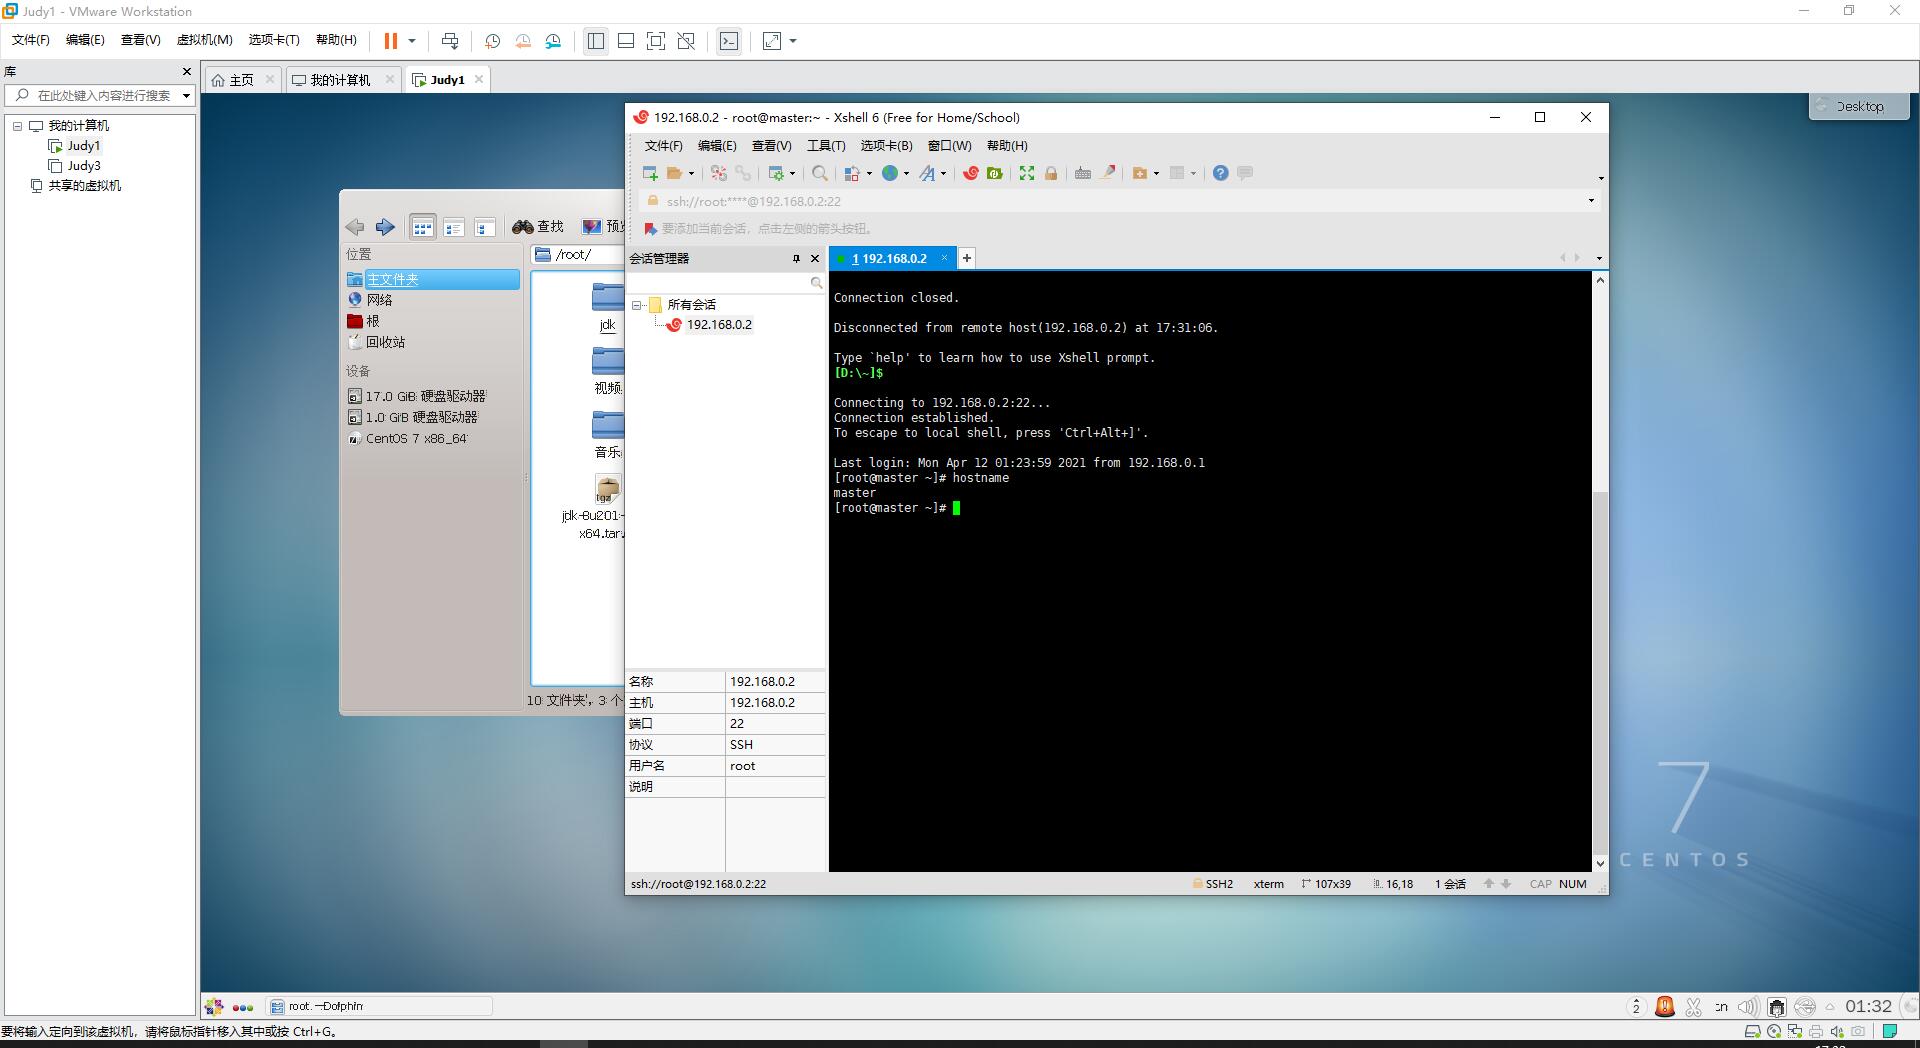 Judy1 - VMware Workstation
文件(F) 编辑(E) 查看(V) 虚拟机(M) 选项卡(T) 帮助(H)
库
在此处键入内容进行搜索
我的计算机
Judy1
Judy3
共享的虚拟机
主页 我的计算机 Judy1
Desktop
查找
位置
/root/
主文件夹
网络
根
回收站
设备
17.0 GiB 硬盘驱动器
1.0 GiB 硬盘驱动器
CentOS 7 x86_64
jdk
视频
音乐
tgz
jdk-8u201-
x64.tar.
10 文件夹, 3 个
192.168.0.2 - root@master:~ - Xshell 6 (Free for Home/School)
文件(F) 编辑(E) 查看(V) 工具(T) 选项卡(B) 窗口(W) 帮助(H)
ssh://root:****@192.168.0.2:22
要添加当前会话，点击左侧的箭头按钮。
会话管理器
1 192.168.0.2
所有会话
192.168.0.2
Connection closed.
Disconnected from remote host(192.168.0.2) at 17:31:06.
Type `help' to learn how to use Xshell prompt.
[D:\~]$
Connecting to 192.168.0.2:22...
Connection established.
To escape to local shell, press 'Ctrl+Alt+]'.
Last login: Mon Apr 12 01:23:59 2021 from 192.168.0.1
[root@master ~]# hostname
master
[root@master ~]#
名称 192.168.0.2
主机 192.168.0.2
端口 22
协议 SSH
用户名 root
说明
ssh://root@192.168.0.2:22 SSH2 xterm 107x39 16,18 1 会话 CAP NUM
7
CENTOS
root - Dolphin
2
01:32
要将输入定向到该虚拟机，请将鼠标指针移入其中或按 Ctrl+G。